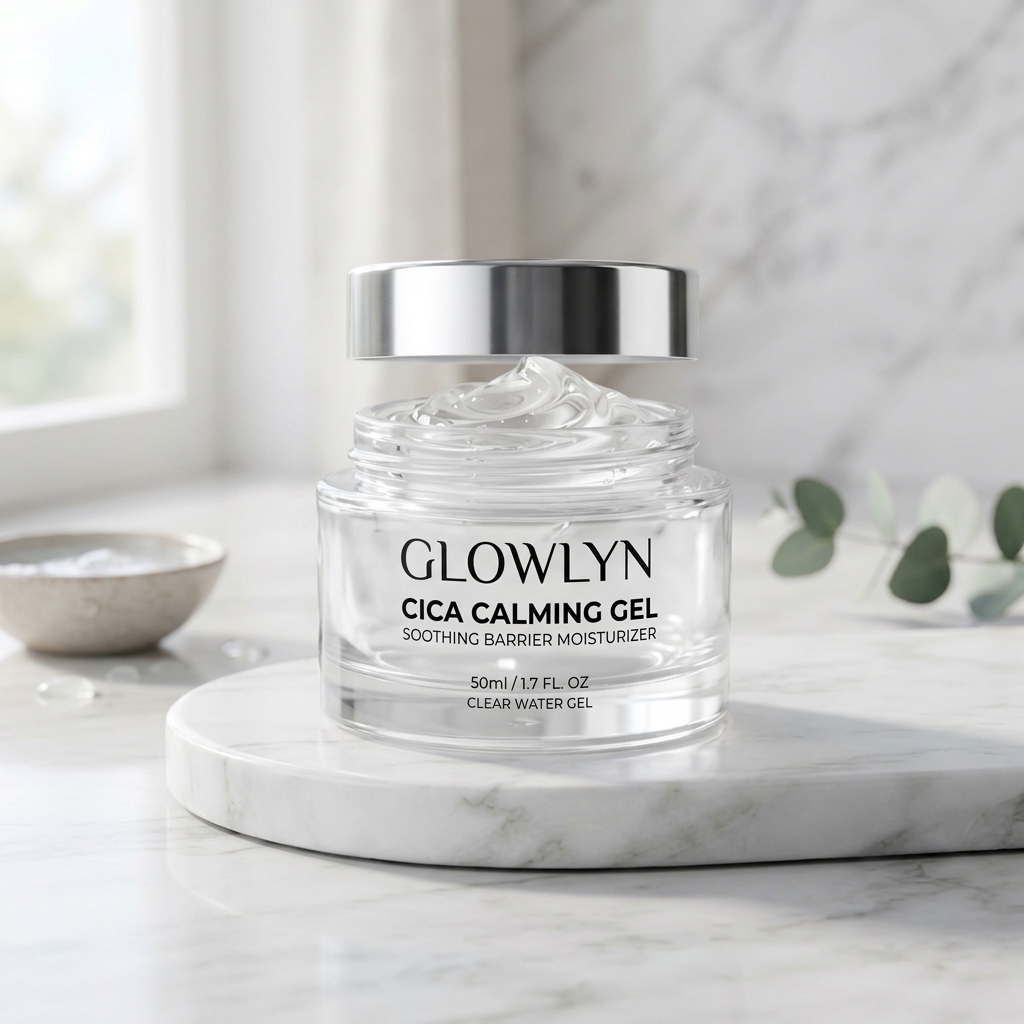 GLOWLYN
CICA CALMING GEL
SOOTHING BARRIER MOISTURIZER
50ml / 1.7 FL. OZ
CLEAR WATER GEL